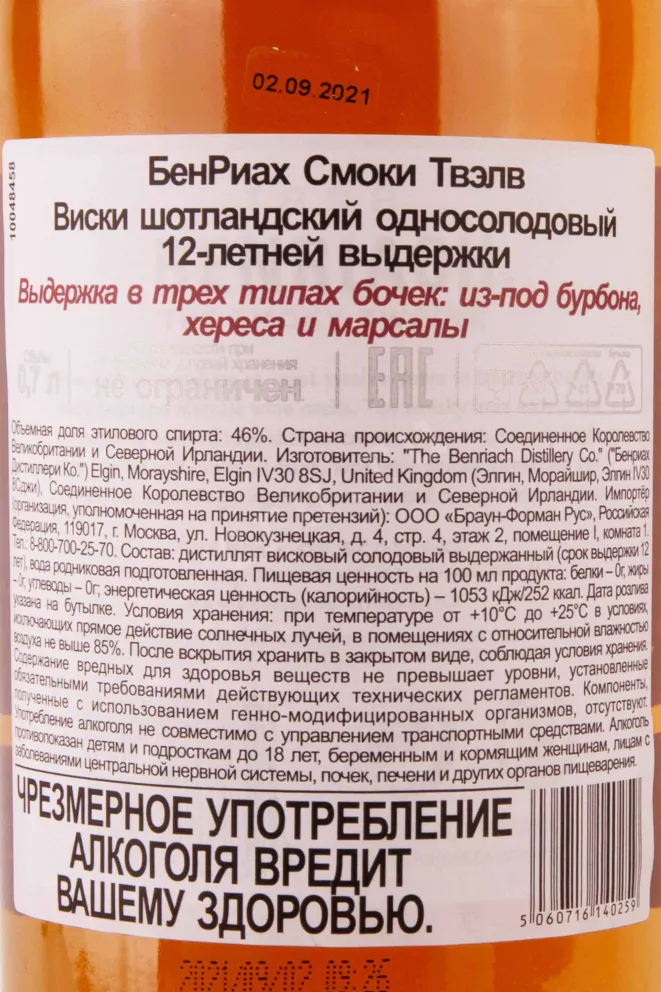 02.09.2021
10048458
БенРиах Смоки Твэлв
Виски шотландский односолодовый
12-летней выдержки
Выдержка в трех типах бочек: из-под бурбона,
хереса и марсалы
Объём
0,7 л
при
хранения
не ограничен
EAC
Объемная доля этилового спирта: 46%. Страна происхождения: Соединенное Королевство
Великобритании и Северной Ирландии. Изготовитель: "The Benriach Distillery Co." ("Бенриах
Дистиллери Ко.") Elgin, Morayshire, Elgin IV30 8SJ, United Kingdom (Элгин, Морайшир, Элгин IV30
8СДжи), Соединенное Королевство Великобритании и Северной Ирландии. Импортёр
(организация, уполномоченная на принятие претензий): ООО «Браун-Форман Рус», Российская
Федерация, 119017, г. Москва, ул. Новокузнецкая, д. 4, стр. 4, этаж 2, помещение I, комната 1.
Тел.: 8-800-700-25-70. Состав: дистиллят висковый солодовый выдержанный (срок выдержки 12
лет), вода родниковая подготовленная. Пищевая ценность на 100 мл продукта: белки – 0г, жиры
– 0г, углеводы – 0г; энергетическая ценность (калорийность) – 1053 кДж/252 ккал. Дата розлива
указана на бутылке. Условия хранения: при температуре от +10°С до +25°С в условиях,
исключающих прямое действие солнечных лучей, в помещениях с относительной влажностью
воздуха не выше 85%. После вскрытия хранить в закрытом виде, соблюдая условия хранения.
Содержание вредных для здоровья веществ не превышает уровни, установленные
обязательными требованиями действующих технических регламентов. Компоненты,
полученные с использованием генно-модифицированных организмов, отсутствуют.
Употребление алкоголя не совместимо с управлением транспортными средствами. Алкоголь
противопоказан детям и подросткам до 18 лет, беременным и кормящим женщинам, лицам с
заболеваниями центральной нервной системы, почек, печени и других органов пищеварения.
ЧРЕЗМЕРНОЕ УПОТРЕБЛЕНИЕ
АЛКОГОЛЯ ВРЕДИТ
ВАШЕМУ ЗДОРОВЬЮ.
5 060716 140259
2021/09/02 09:26